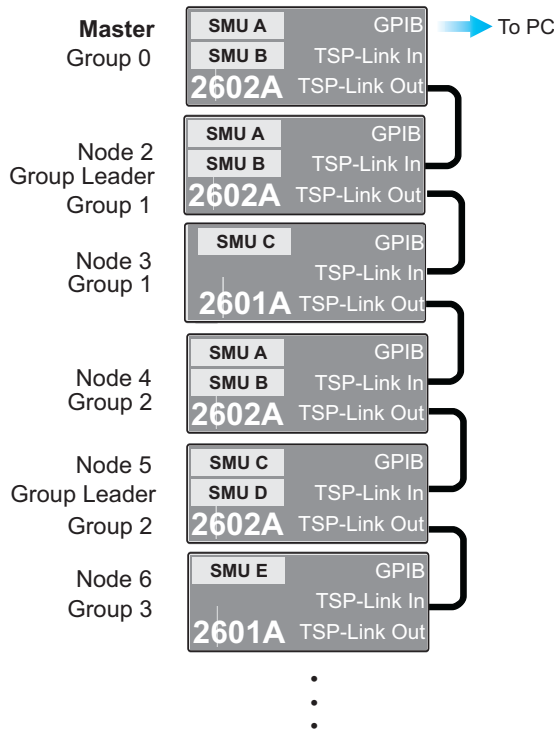 Master
Group 0
SMU A
GPIB
To PC
SMU B
TSP-Link In
2602A
TSP-Link Out
Node 2
Group Leader
Group 1
SMU A
GPIB
SMU B
TSP-Link In
2602A
TSP-Link Out
Node 3
Group 1
SMU C
GPIB
TSP-Link In
2601A
TSP-Link Out
Node 4
Group 2
SMU A
GPIB
SMU B
TSP-Link In
2602A
TSP-Link Out
Node 5
Group Leader
Group 2
SMU C
GPIB
SMU D
TSP-Link In
2602A
TSP-Link Out
Node 6
Group 3
SMU E
GPIB
TSP-Link In
2601A
TSP-Link Out